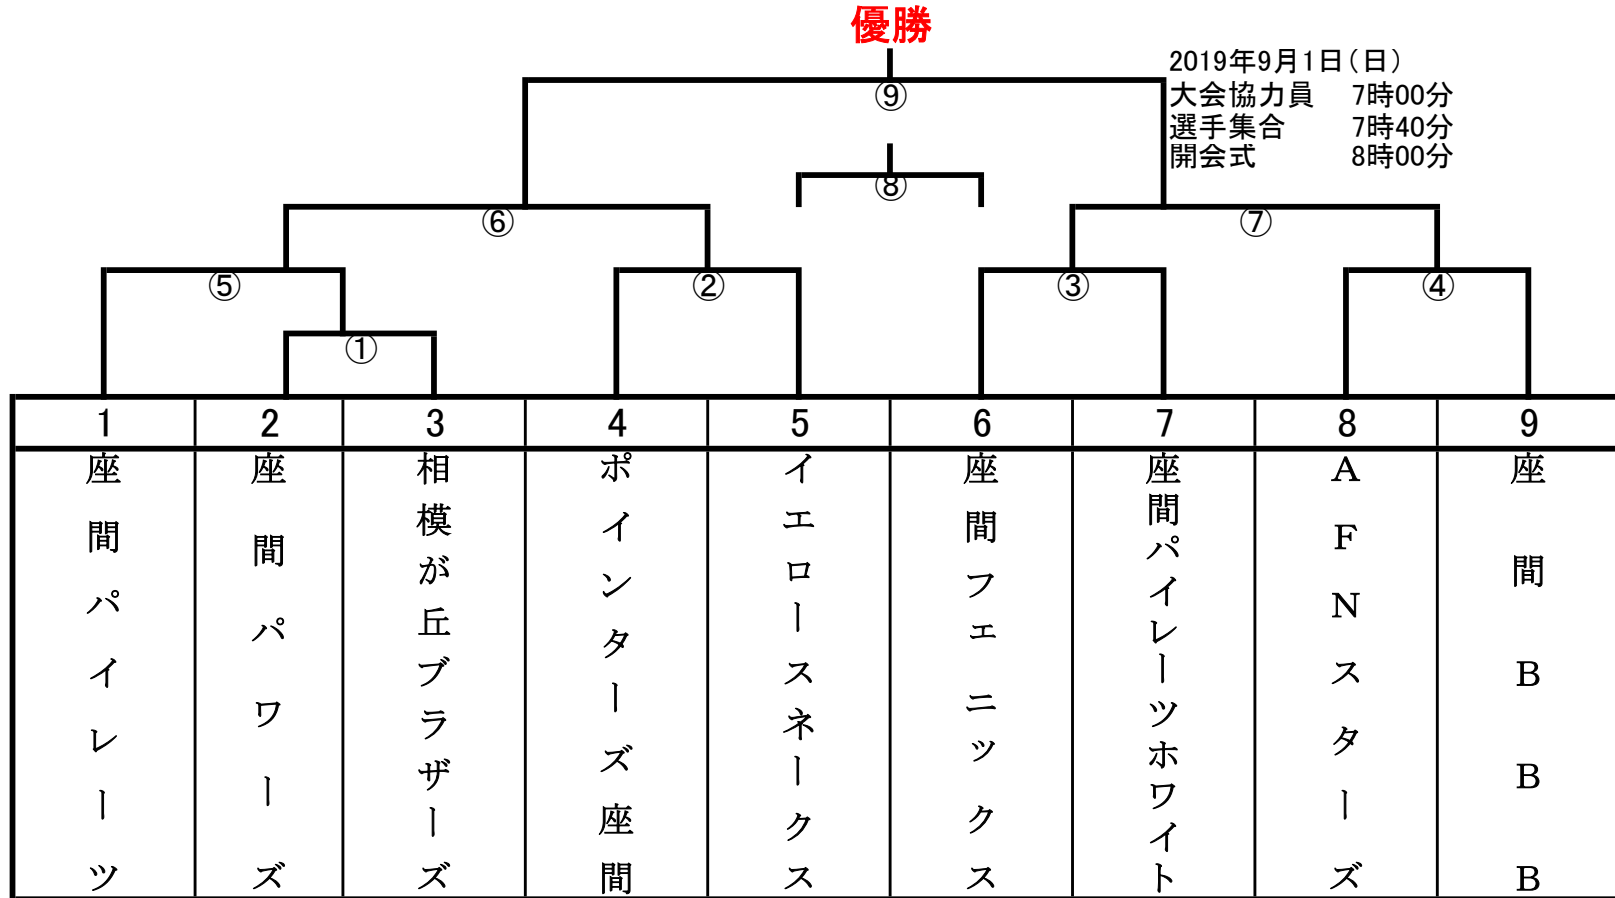 優勝
2019年9月1日(日)
大会協力員 7時00分
選手集合 7時40分
開会式 8時00分
⑨
⑧
⑥
⑦
⑤
②
③
④
①
1 2 3 4 5 6 7 8 9
座間パイレーツ
座間パワーズ
相模が丘ブラザーズ
ポインターズ座間
イエロースネークス
座間フェニックス
座間パイレーツホワイト
AFNスターズ
座間BBB